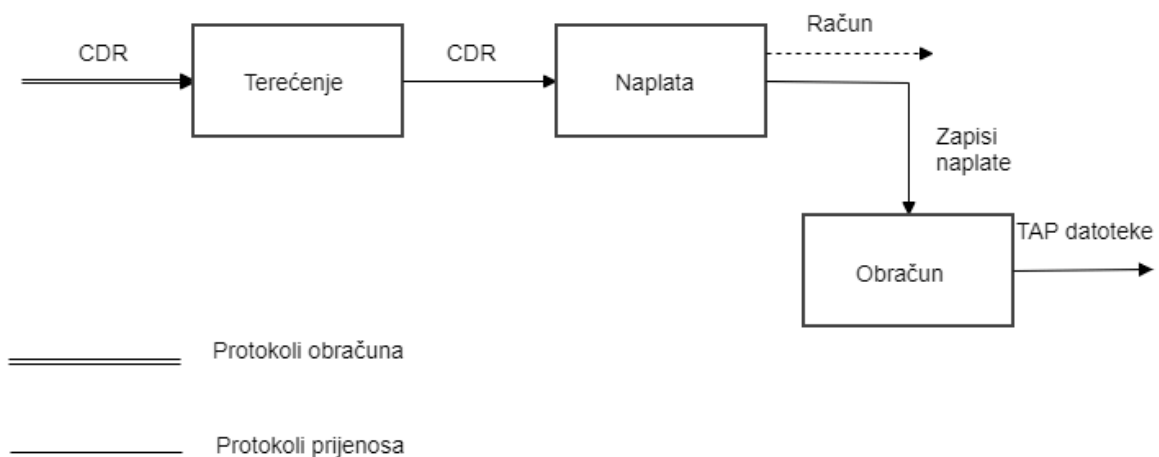 CDR
Terećenje
CDR
Naplata
Račun
Zapisi
naplate
Obračun
TAP datoteke
Protokoli obračuna
Protokoli prijenosa